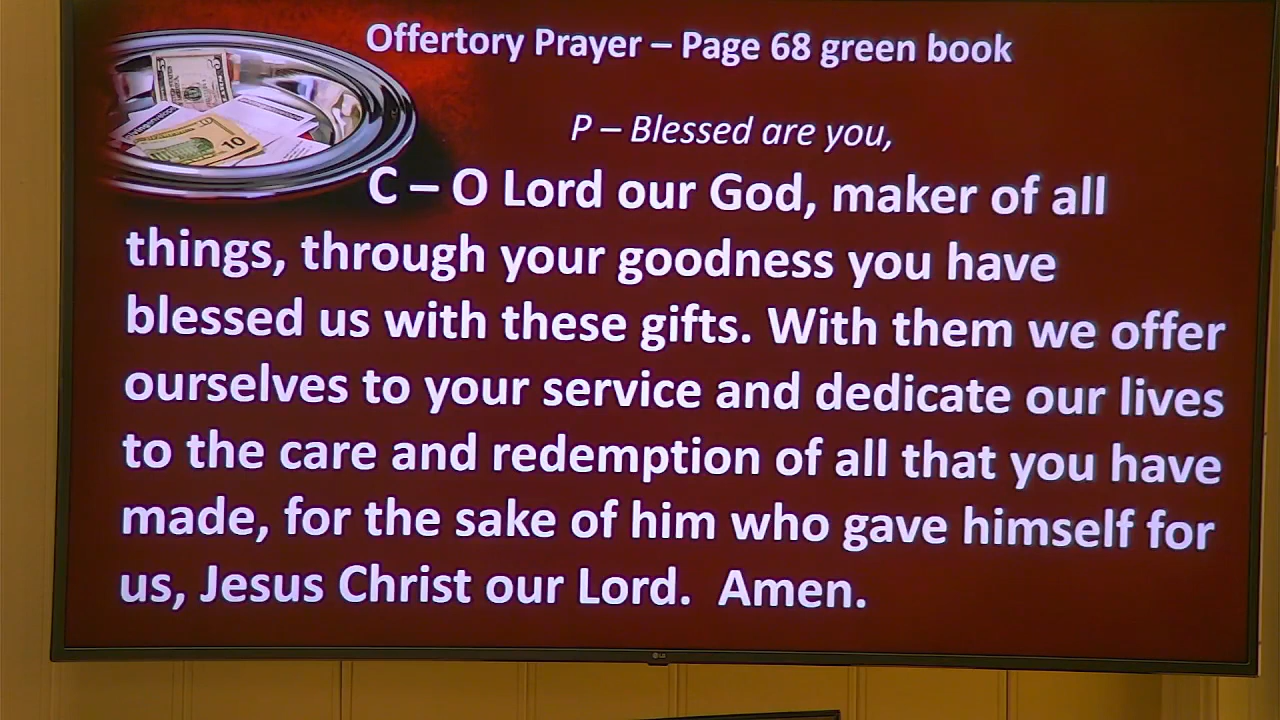 Offertory Prayer – Page 68 green book
P – Blessed are you,
C – O Lord our God, maker of all
things, through your goodness you have
blessed us with these gifts. With them we offer
ourselves to your service and dedicate our lives
to the care and redemption of all that you have
made, for the sake of him who gave himself for
us, Jesus Christ our Lord.  Amen.
5
10
LG